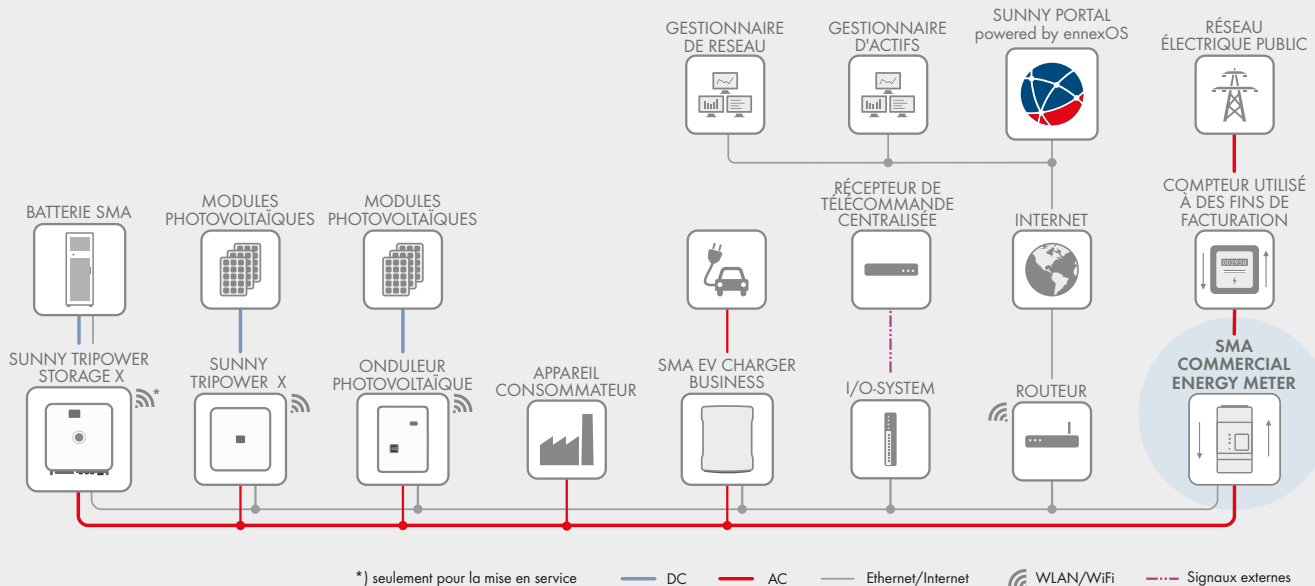 GESTIONNAIRE
DE RESEAU
GESTIONNAIRE
D'ACTIFS
SUNNY PORTAL
powered by ennexOS
RÉSEAU
ÉLECTRIQUE PUBLIC
BATTERIE SMA
MODULES
PHOTOVOLTAÏQUES
MODULES
PHOTOVOLTAÏQUES
RÉCEPTEUR DE
TÉLÉCOMMANDE
CENTRALISÉE
INTERNET
COMPTEUR UTILISÉ
À DES FINS DE
FACTURATION
002938
SUNNY TRIPOWER
STORAGE X
*
SUNNY
TRIPOWER X
ONDULEUR
PHOTOVOLTAÏQUE
APPAREIL
CONSOMMATEUR
SMA EV CHARGER
BUSINESS
I/O-SYSTEM
ROUTEUR
SMA
COMMERCIAL
ENERGY METER
*) seulement pour la mise en service
DC
AC
Ethernet/Internet
WLAN/WiFi
Signaux externes